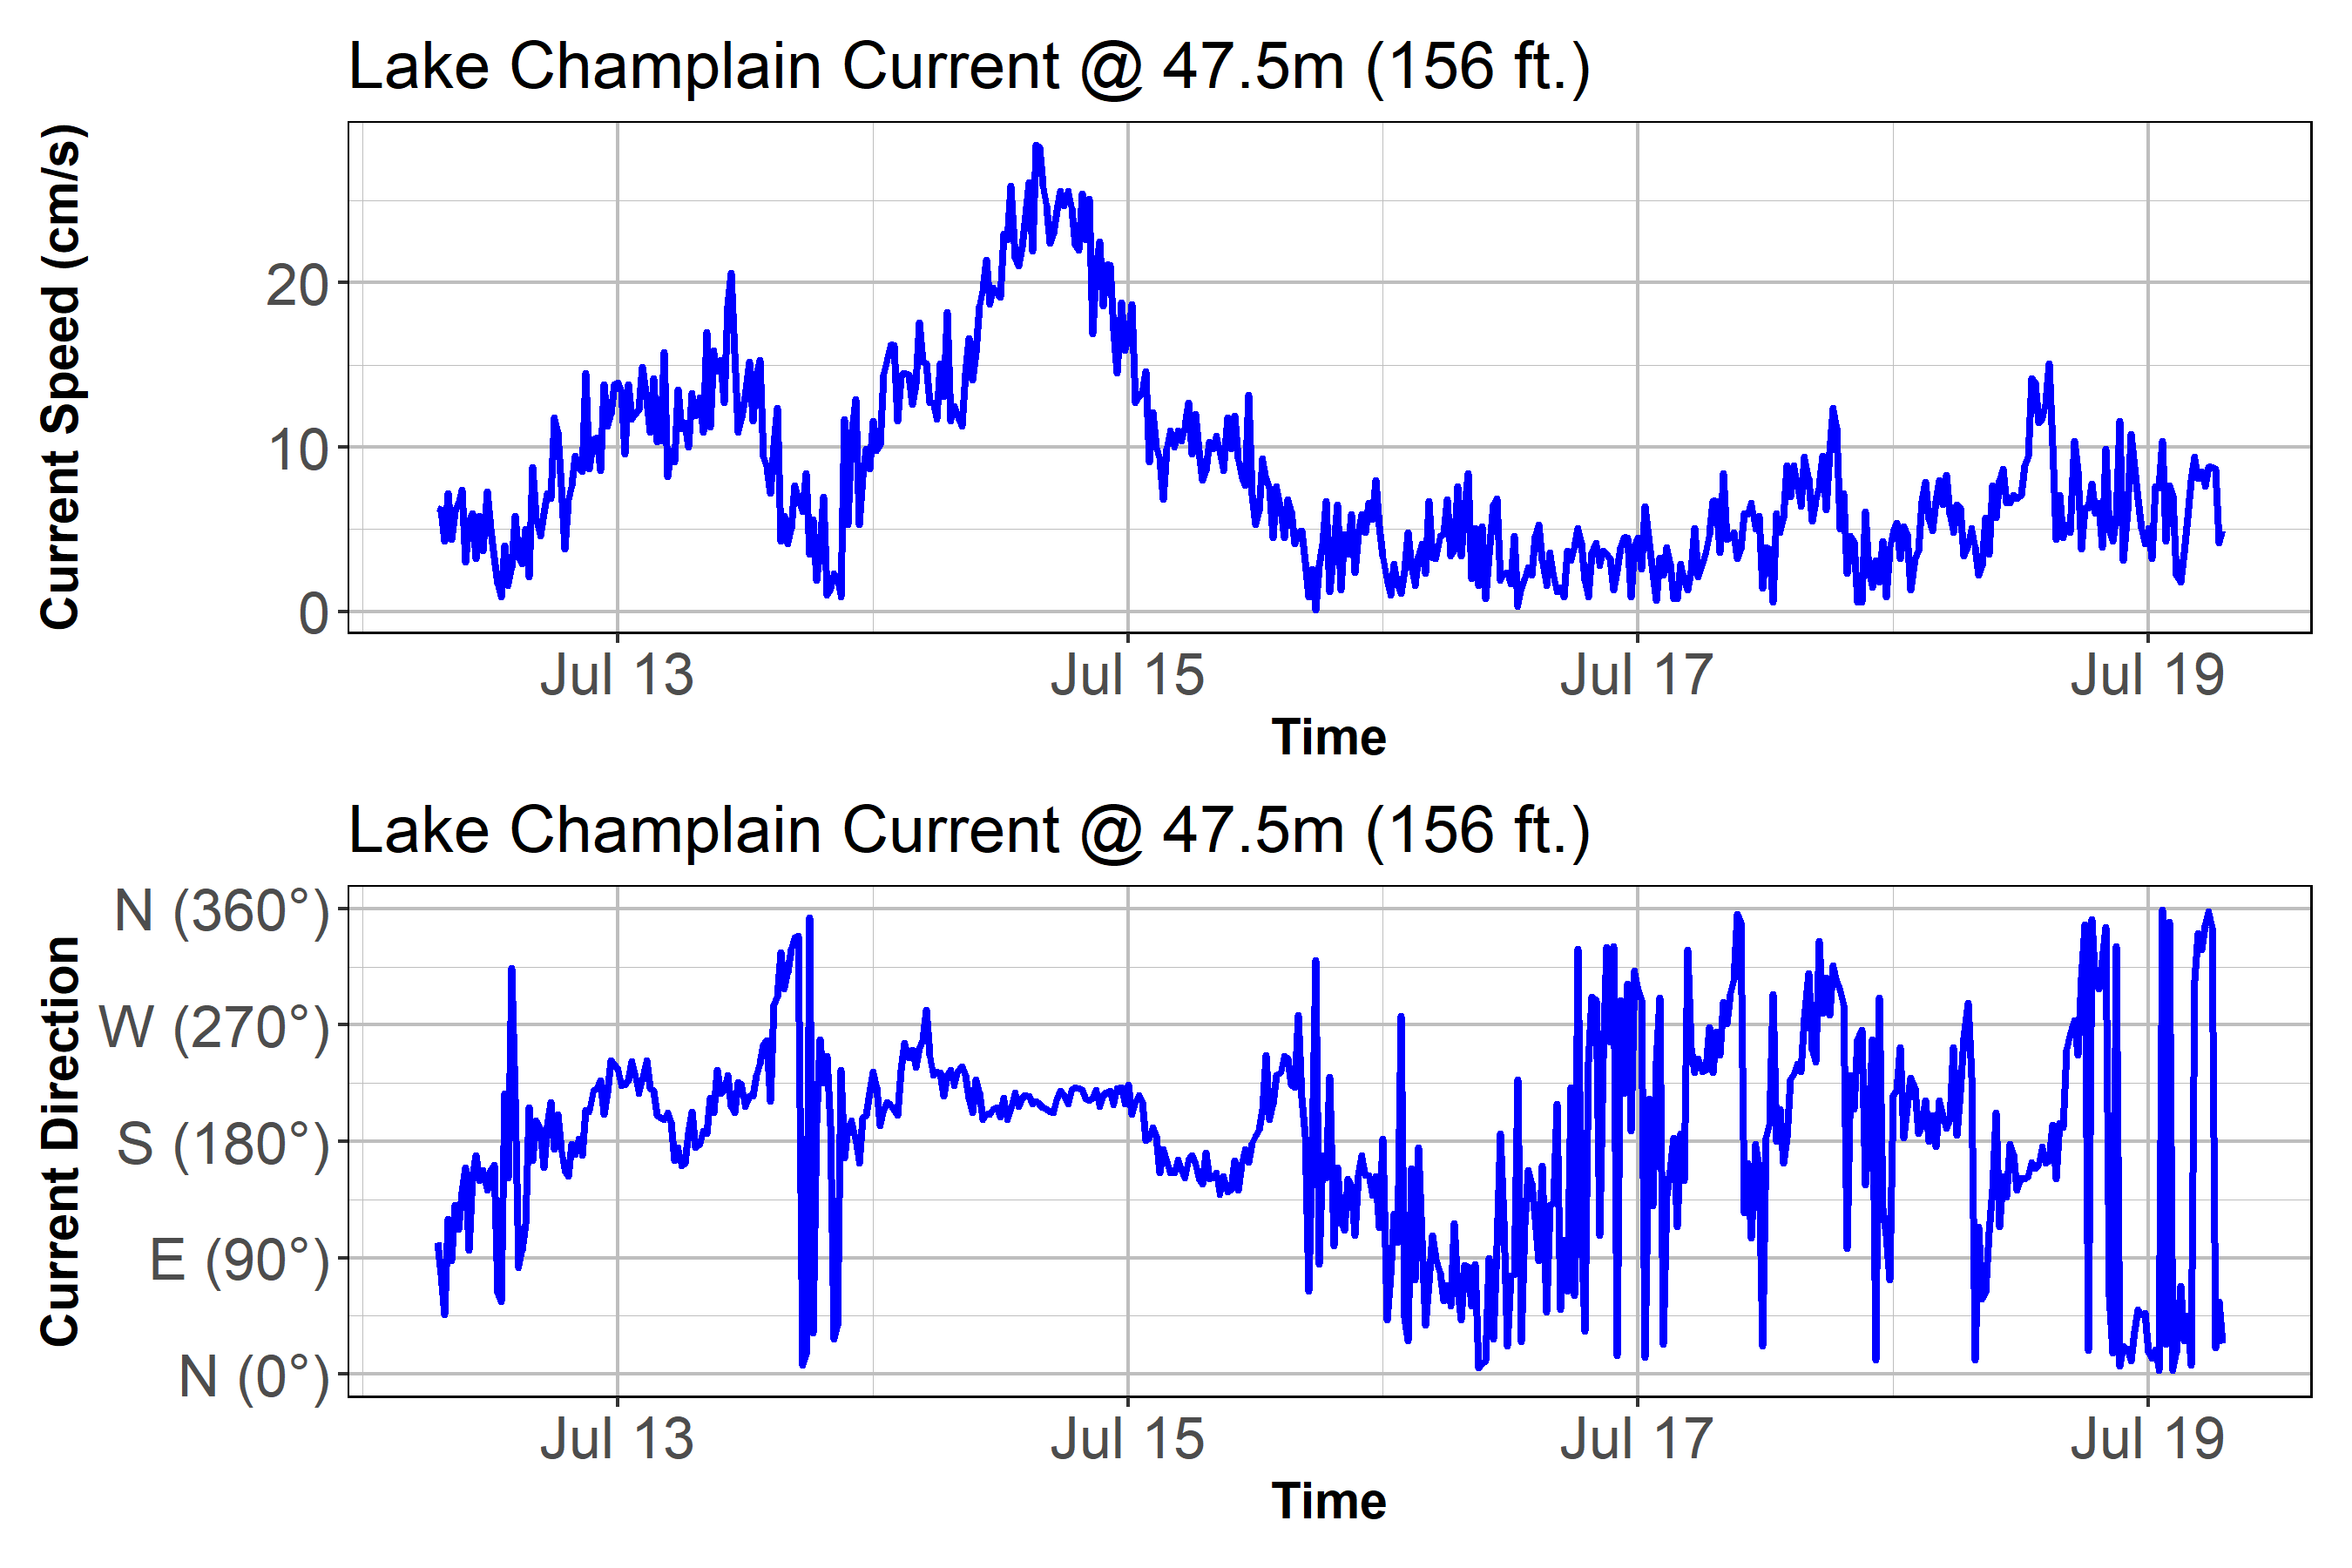 Lake Champlain Current @ 47.5m (156 ft.)
Current Speed (cm/s)
20
10
0
Jul 13 Jul 15 Jul 17 Jul 19
Time
Lake Champlain Current @ 47.5m (156 ft.)
Current Direction
N (360°)
W (270°)
S (180°)
E (90°)
N (0°)
Jul 13 Jul 15 Jul 17 Jul 19
Time